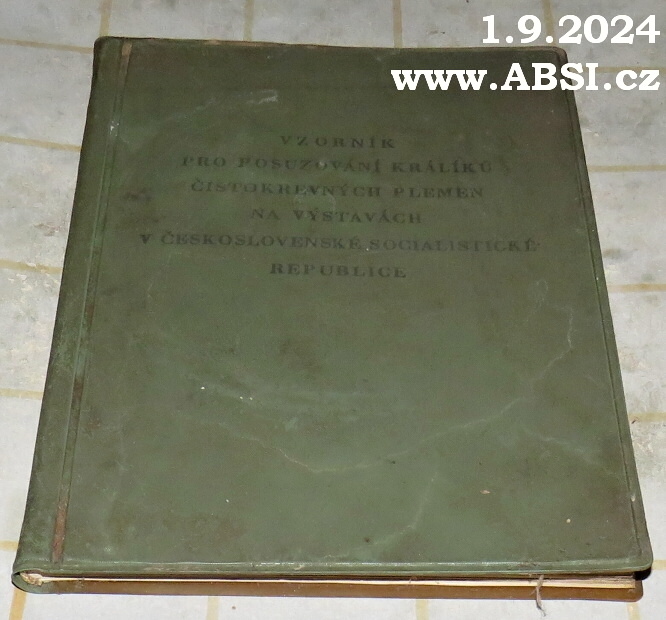 1.9.2024
www.ABSI.cz
VZORNÍK
PRO POSUZOVÁNÍ KRÁLÍKŮ
ČISTOKREVNÝCH PLEMEN
NA VÝSTAVÁCH
V ČESKOSLOVENSKÉ SOCIALISTICKÉ
REPUBLICE